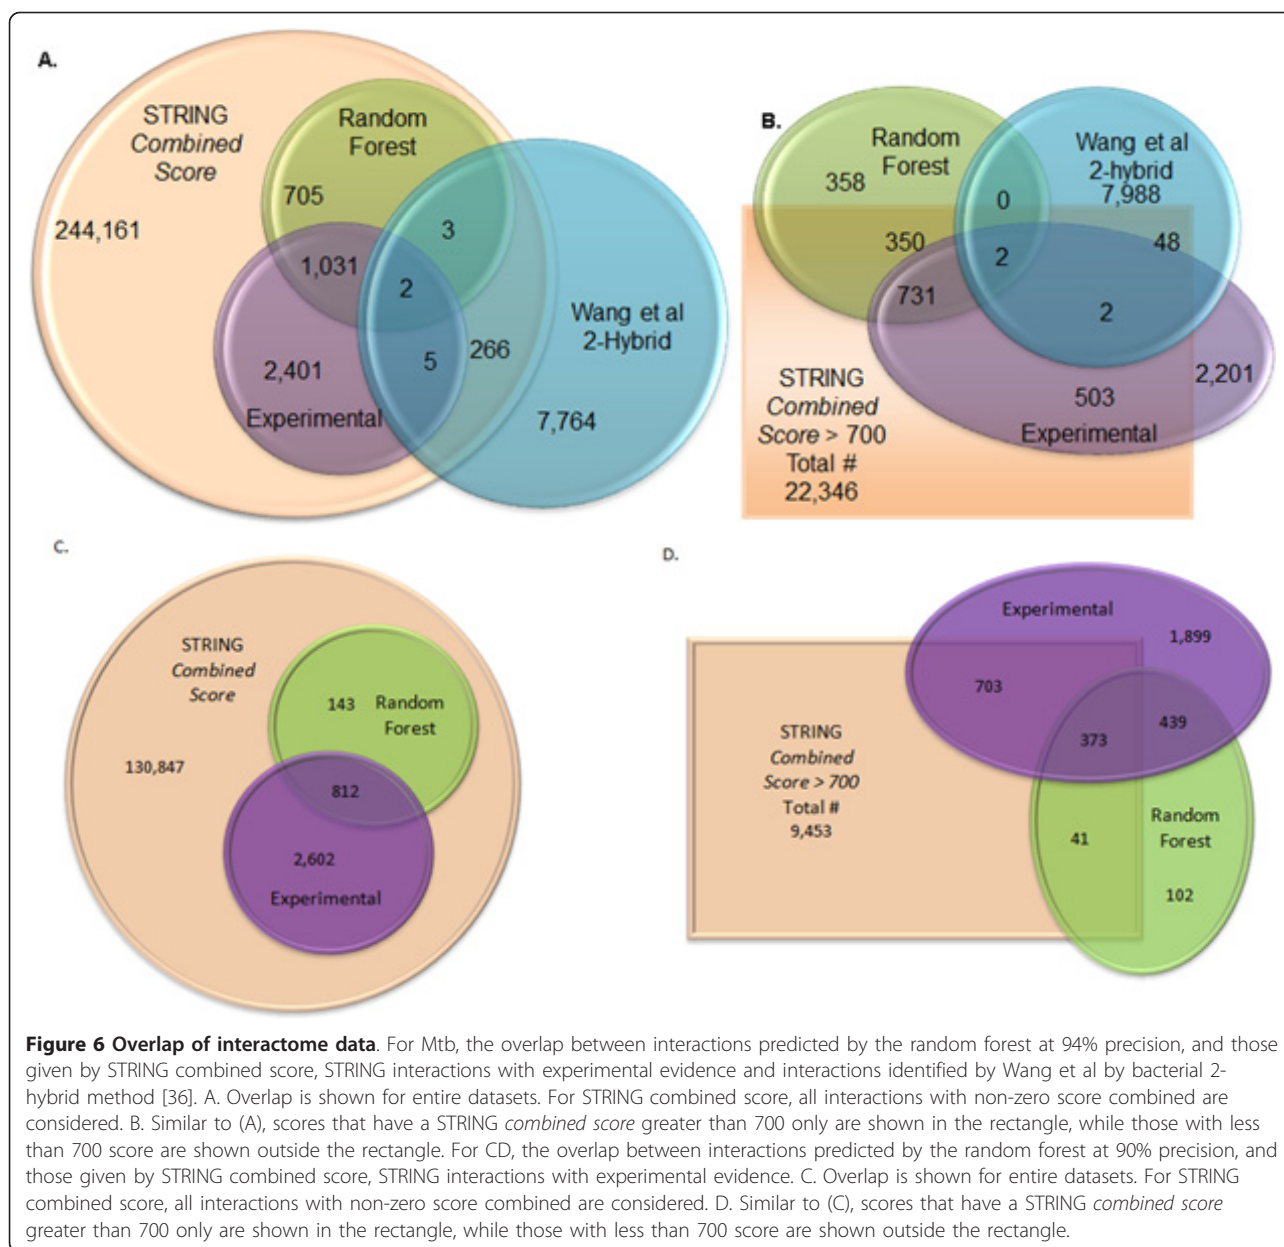 A.
STRING
Combined
Score
244,161
Random
Forest
705
1,031
3
2
5
266
2,401
Experimental
Wang et al
2-Hybrid
7,764
B.
Random
Forest
358
Wang et al
2-hybrid
7,988
0
350
2
48
731
2
503
2,201
Experimental
STRING
Combined
Score > 700
Total #
22,346
C.
STRING
Combined
Score
130,847
143
Random
Forest
812
2,602
Experimental
D.
Experimental
1,899
703
439
373
STRING
Combined
Score > 700
Total #
9,453
41
Random
Forest
102
Figure 6 Overlap of interactome data. For Mtb, the overlap between interactions predicted by the random forest at 94% precision, and those
given by STRING combined score, STRING interactions with experimental evidence and interactions identified by Wang et al by bacterial 2-
hybrid method [36]. A. Overlap is shown for entire datasets. For STRING combined score, all interactions with non-zero score combined are
considered. B. Similar to (A), scores that have a STRING combined score greater than 700 only are shown in the rectangle, while those with less
than 700 score are shown outside the rectangle. For CD, the overlap between interactions predicted by the random forest at 90% precision, and
those given by STRING combined score, STRING interactions with experimental evidence. C. Overlap is shown for entire datasets. For STRING
combined score, all interactions with non-zero score combined are considered. D. Similar to (C), scores that have a STRING combined score
greater than 700 only are shown in the rectangle, while those with less than 700 score are shown outside the rectangle.